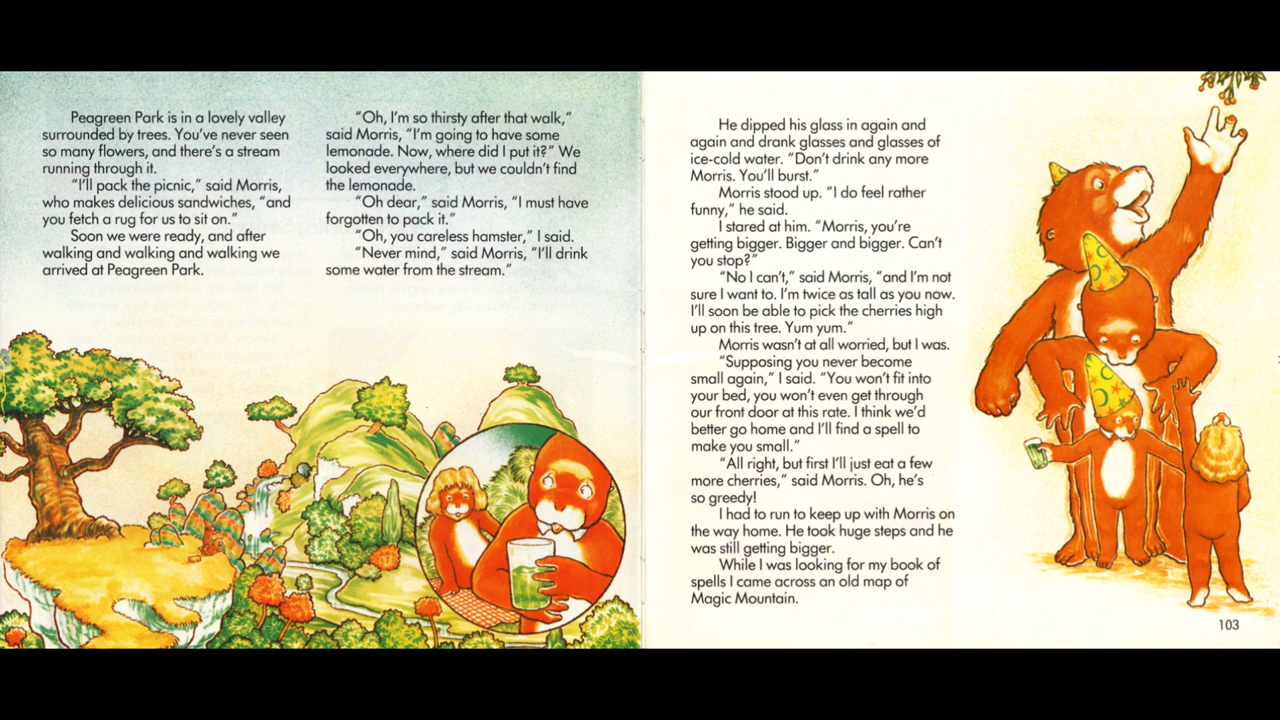 Peagreen Park is in a lovely valley
surrounded by trees. You've never seen
so many flowers, and there's a stream
running through it.
"I'll pack the picnic," said Morris,
who makes delicious sandwiches, "and
you fetch a rug for us to sit on."
Soon we were ready, and after
walking and walking and walking we
arrived at Peagreen Park.
"Oh, I'm so thirsty after that walk,"
said Morris, "I'm going to have some
lemonade. Now, where did I put it?" We
looked everywhere, but we couldn't find
the lemonade.
"Oh dear," said Morris, "I must have
forgotten to pack it."
"Oh, you careless hamster," I said.
"Never mind," said Morris, "I'll drink
some water from the stream."
He dipped his glass in again and
again and drank glasses and glasses of
ice-cold water. "Don't drink any more
Morris. You'll burst."
Morris stood up. "I do feel rather
funny," he said.
I stared at him. "Morris, you're
getting bigger. Bigger and bigger. Can't
you stop?"
"No I can't," said Morris, "and I'm not
sure I want to. I'm twice as tall as you now.
I'll soon be able to pick the cherries high
up on this tree. Yum yum."
Morris wasn't at all worried, but I was.
"Supposing you never become
small again," I said. "You won't fit into
your bed, you won't even get through
our front door at this rate. I think we'd
better go home and I'll find a spell to
make you small."
"All right, but first I'll just eat a few
more cherries," said Morris. Oh, he's
so greedy!
I had to run to keep up with Morris on
the way home. He took huge steps and he
was still getting bigger.
While I was looking for my book of
spells I came across an old map of
Magic Mountain.
103